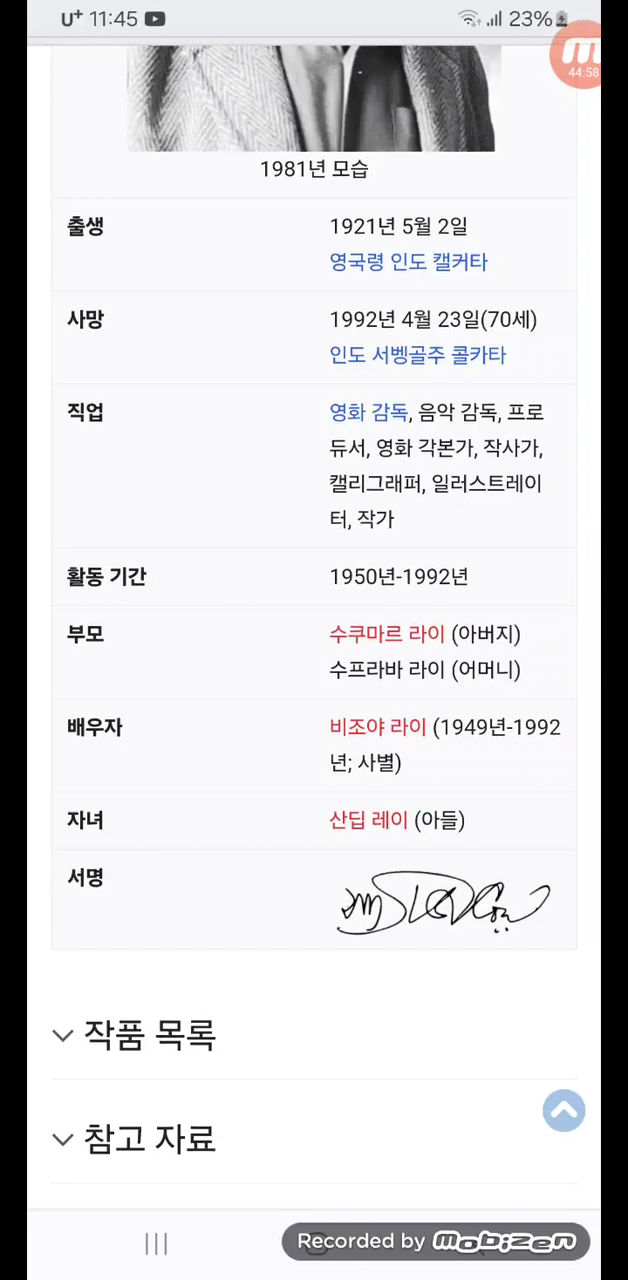 U+ 11:45
23%
44:58
1981년 모습
출생
1921년 5월 2일
영국령 인도 캘커타
사망
1992년 4월 23일(70세)
인도 서벵골주 콜카타
직업
영화 감독, 음악 감독, 프로
듀서, 영화 각본가, 작사가,
캘리그래퍼, 일러스트레이
터, 작가
활동 기간
1950년-1992년
부모
수쿠마르 라이 (아버지)
수프라바 라이 (어머니)
배우자
비조야 라이 (1949년-1992
년; 사별)
자녀
산딥 레이 (아들)
서명
작품 목록
참고 자료
Recorded by mobizen